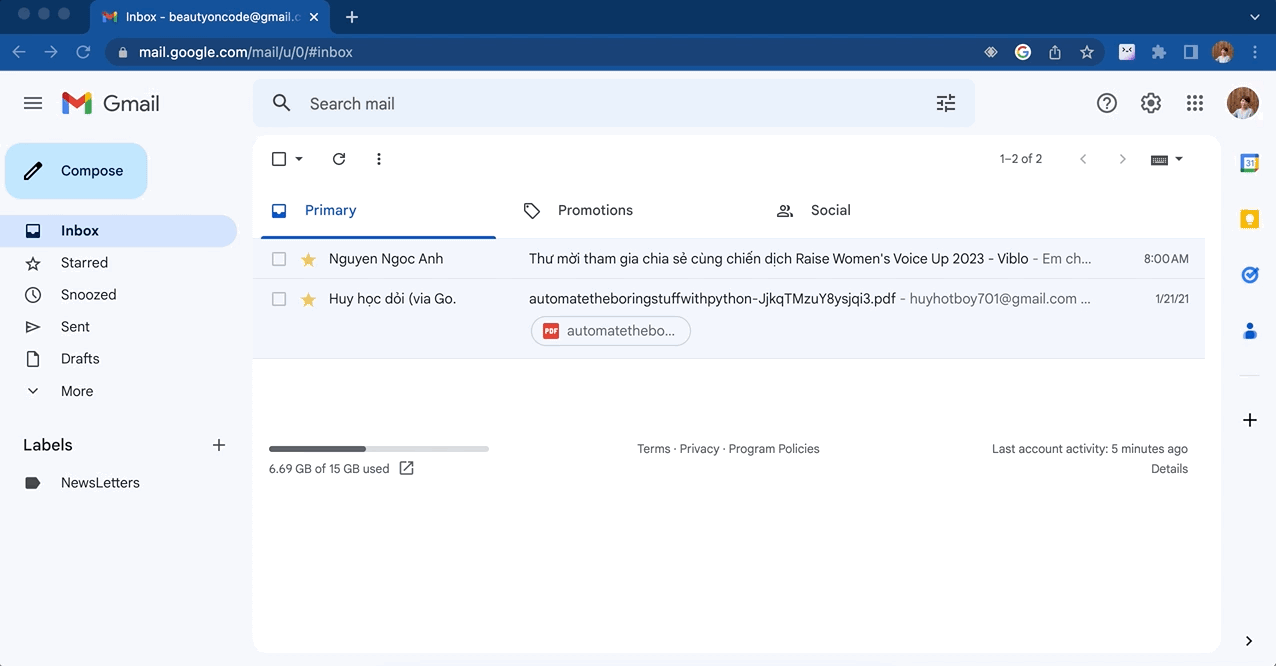 Inbox - beautyoncode@gmail.c
mail.google.com/mail/u/0/#inbox
Gmail
Search mail
Compose
1–2 of 2
Inbox
Starred
Snoozed
Sent
Drafts
More
Labels
NewsLetters
Primary
Promotions
Social
Nguyen Ngoc Anh Thư mời tham gia chia sẻ cùng chiến dịch Raise Women's Voice Up 2023 - Viblo - Em ch... 8:00 AM
Huy học dỏi (via Go. automatetheboringstuffwithpython-JjkqTMzuY8ysjqi3.pdf - huyhotboy701@gmail.com ... 1/21/21
PDF automatethebo...
6.69 GB of 15 GB used
Terms · Privacy · Program Policies
Last account activity: 5 minutes ago
Details
31